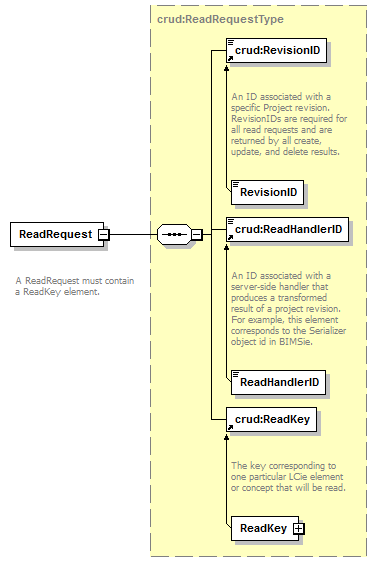 crud:ReadRequestType
crud:RevisionID
An ID associated with a
specific Project revision.
RevisionIDs are required for
all read requests and are
returned by all create,
update, and delete results.
RevisionID
ReadRequest
A ReadRequest must contain
a ReadKey element.
crud:ReadHandlerID
An ID associated with a
server-side handler that
produces a transformed
result of a project revision.
For example, this element
corresponds to the Serializer
object id in BIMSie.
ReadHandlerID
crud:ReadKey
The key corresponding to
one particular LCie element
or concept that will be read.
ReadKey